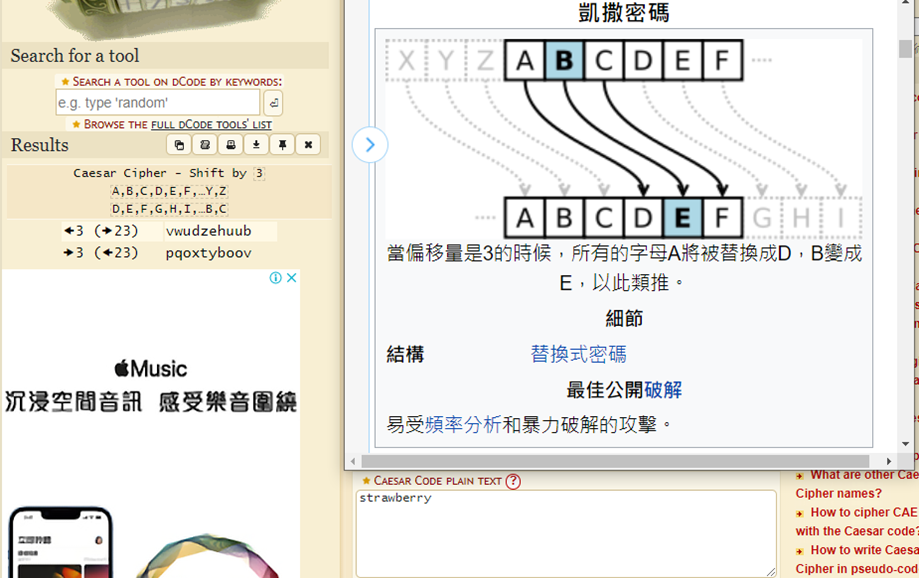 Search for a tool
★ Search a tool on dCode by keywords:
e.g. type 'random'
★ Browse the full dCode tools' list
Results
Caesar Cipher - Shift by 3
A,B,C,D,E,F,…Y,Z
D,E,F,G,H,I,…B,C
🠜3 (🠞23) vwudzehuub
🠞3 (🠜23) pqoxtyboov
Music
沉浸空間音訊 感受樂音圍繞
立即聆聽
凱撒密碼
X Y Z A B C D E F ····
···· A B C D E F G H I
當偏移量是3的時候，所有的字母A將被替換成D，B變成
E，以此類推。
細節
結構 替換式密碼
最佳公開破解
易受頻率分析和暴力破解的攻擊。
★ Caesar Code plain text ?
strawberry
What are other Cae
Cipher names?
How to cipher CAE
with the Caesar code?
How to write Caesa
Cipher in pseudo-cod